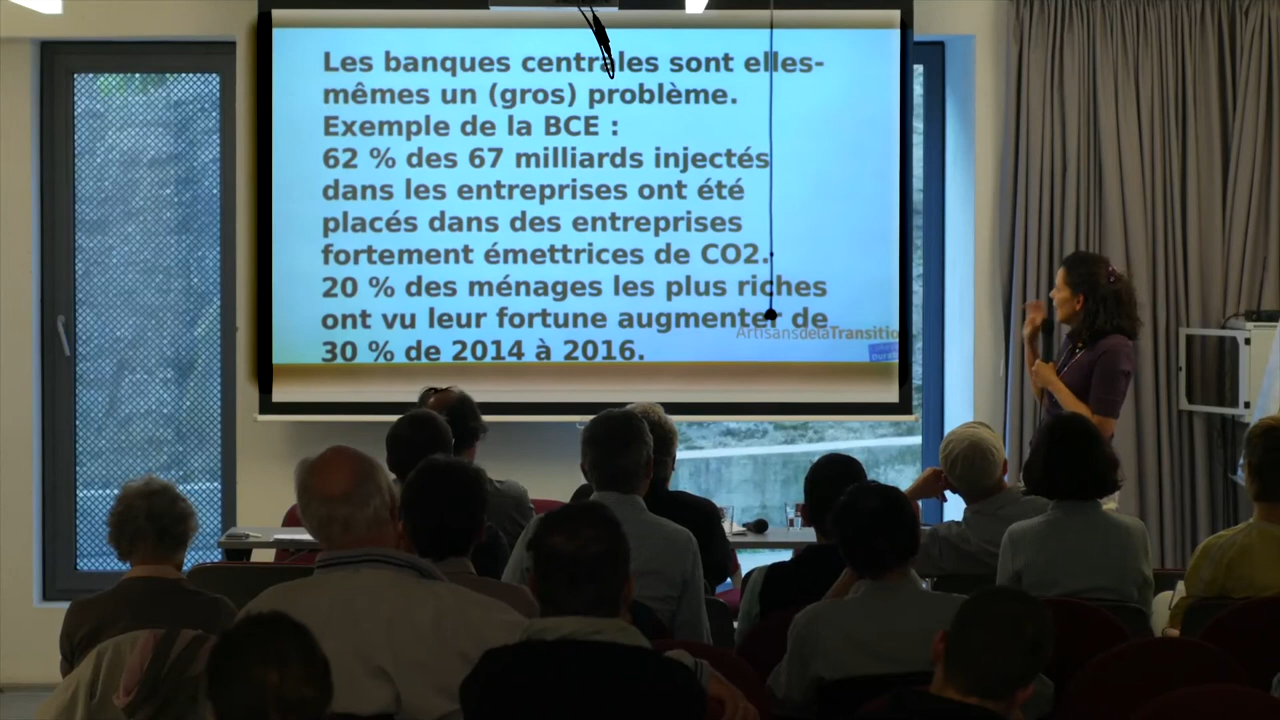 Les banques centrales sont elles-
mêmes un (gros) problème.
Exemple de la BCE :
62 % des 67 milliards injectés
dans les entreprises ont été
placés dans des entreprises
fortement émettrices de CO2.
20 % des ménages les plus riches
ont vu leur fortune augmenter de
ArtisansdelaTransitio
30 % de 2014 à 2016.